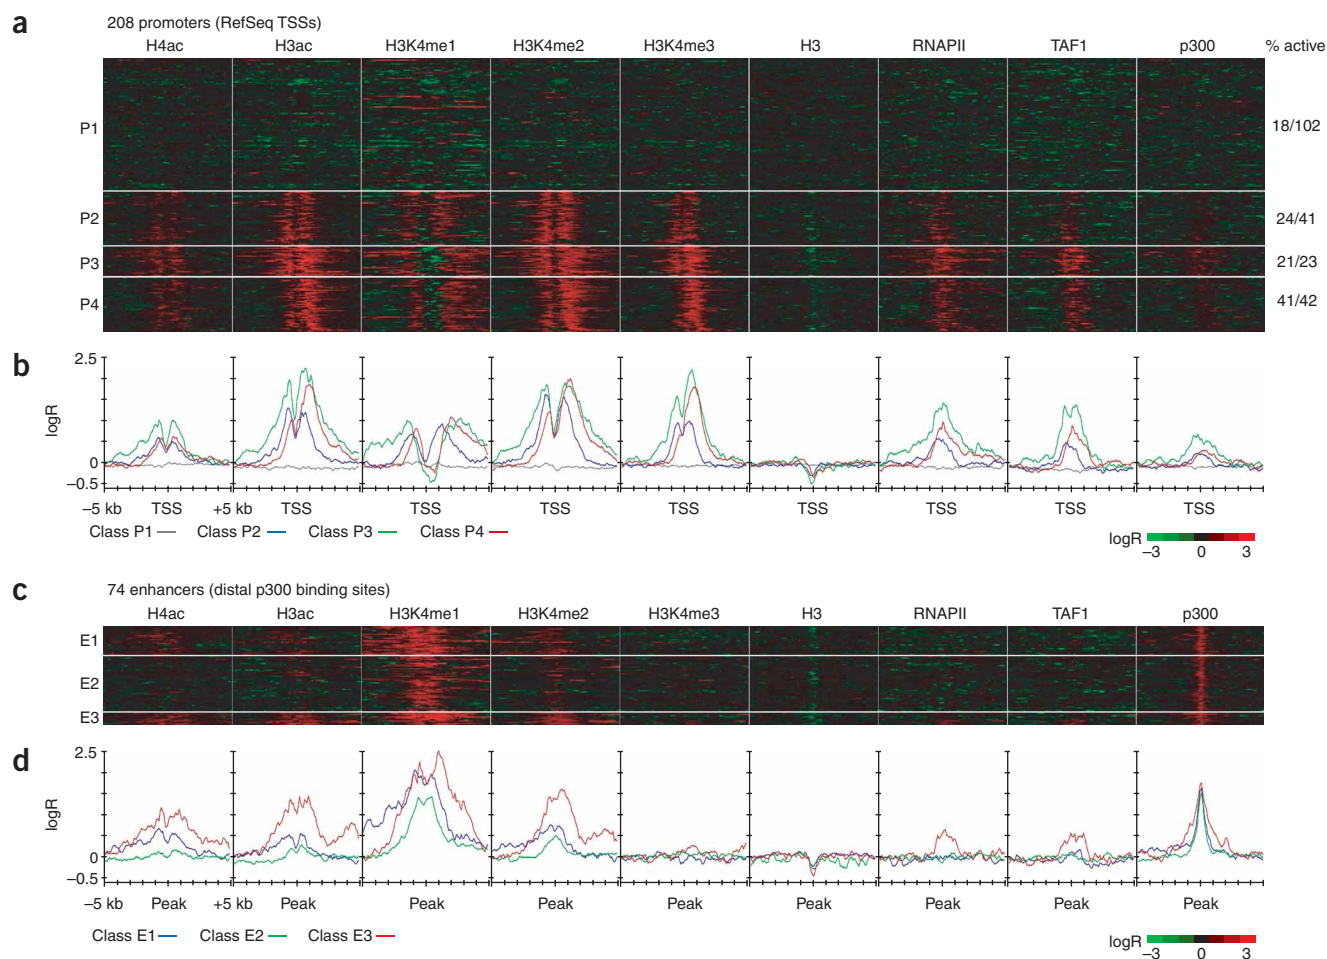 a
208 promoters (RefSeq TSSs)
H4ac H3ac H3K4me1 H3K4me2 H3K4me3 H3 RNAPII TAF1 p300 % active
P1 18/102
P2 24/41
P3 21/23
P4 41/42
b
2.5
logR
0
−0.5
−5 kb TSS +5 kb TSS TSS TSS TSS TSS TSS TSS TSS
Class P1 Class P2 Class P3 Class P4
logR
−3 0 3
c
74 enhancers (distal p300 binding sites)
H4ac H3ac H3K4me1 H3K4me2 H3K4me3 H3 RNAPII TAF1 p300
E1
E2
E3
d
2.5
logR
0
−0.5
−5 kb Peak +5 kb Peak Peak Peak Peak Peak Peak Peak Peak
Class E1 Class E2 Class E3
logR
−3 0 3